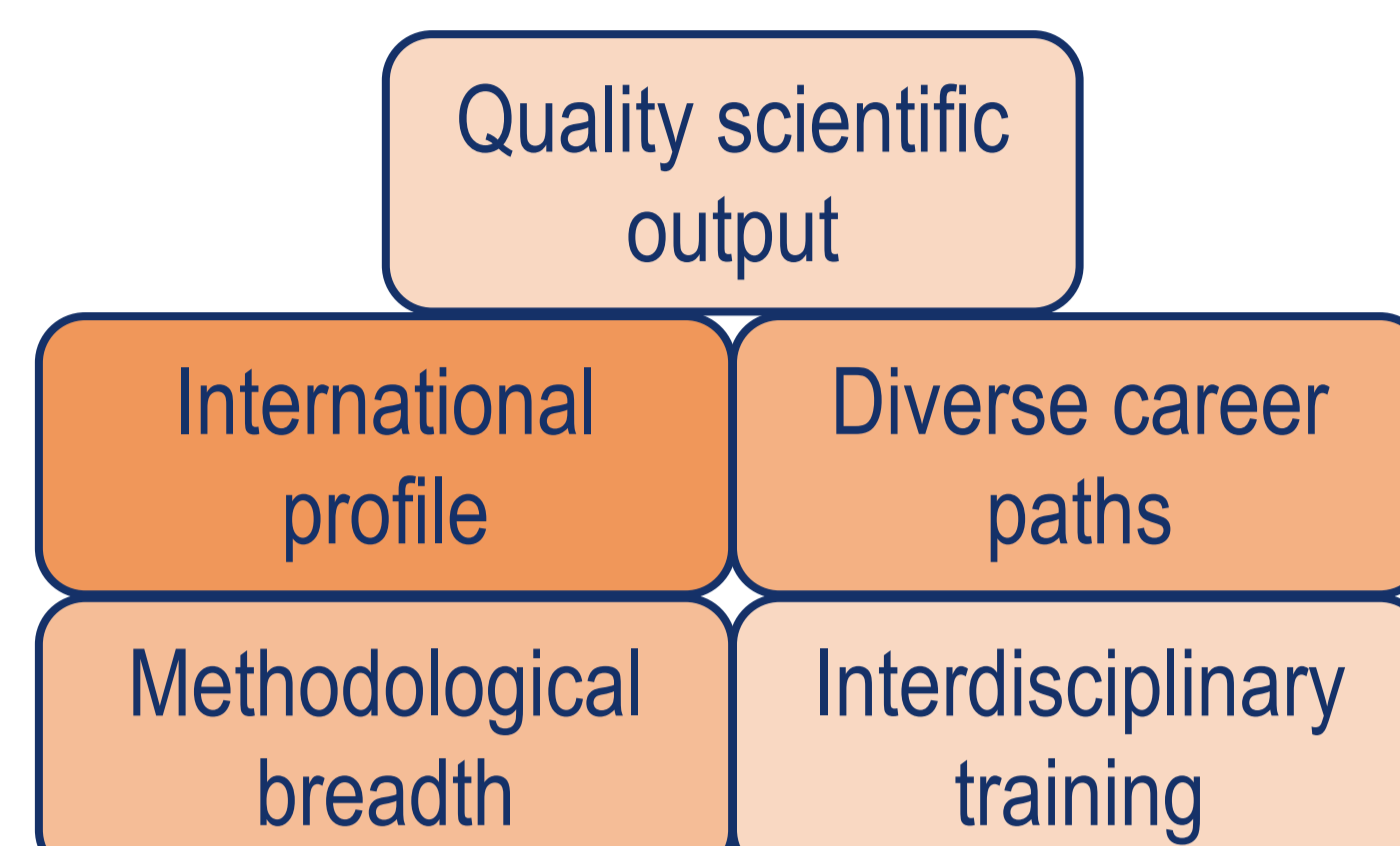 Quality scientific
output
International
profile
Diverse career
paths
Methodological
breadth
Interdisciplinary
training